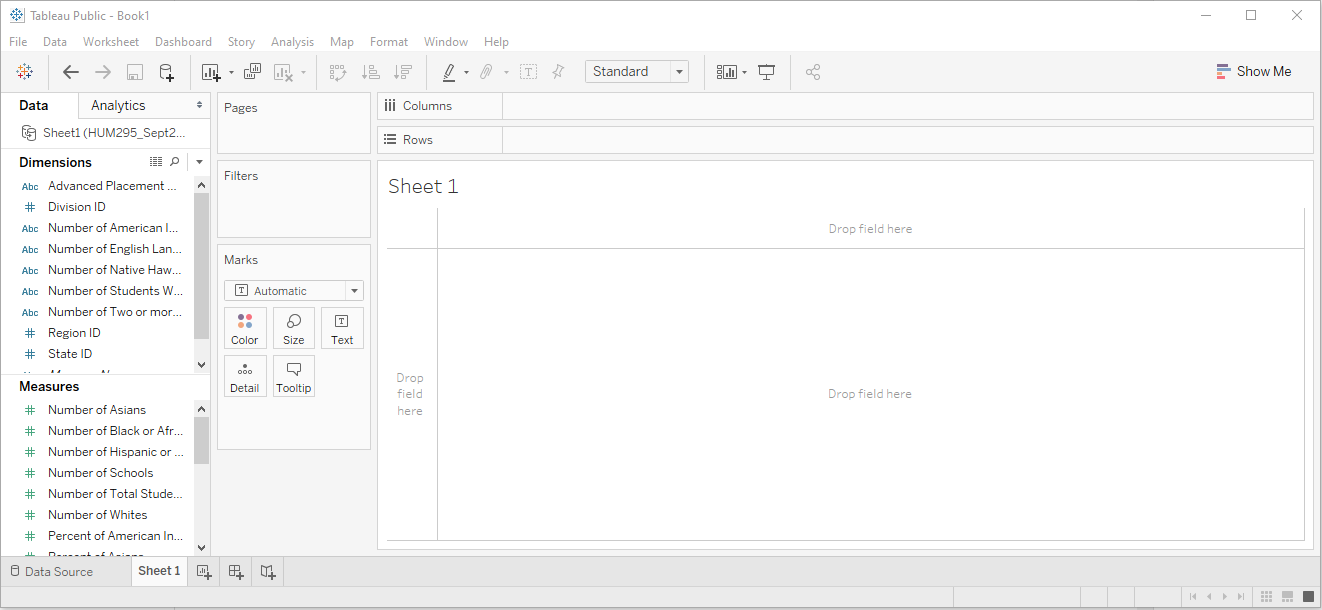 Tableau Public - Book1
File Data Worksheet Dashboard Story Analysis Map Format Window Help
Standard
Show Me
Data
Analytics
Sheet1 (HUM295_Sept2...
Dimensions
Abc Advanced Placement ...
# Division ID
Abc Number of American I...
Abc Number of English Lan...
Abc Number of Native Haw...
Abc Number of Students W...
Abc Number of Two or mor...
# Region ID
# State ID
Measures
# Number of Asians
# Number of Black or Afr...
# Number of Hispanic or ...
# Number of Schools
# Number of Total Stude...
# Number of Whites
# Percent of American In...
Percent of Asians
Pages
Filters
Marks
T Automatic
Color
Size
T Text
Detail
Tooltip
Columns
Rows
Sheet 1
Drop field here
Drop
field
here
Drop field here
Data Source
Sheet 1